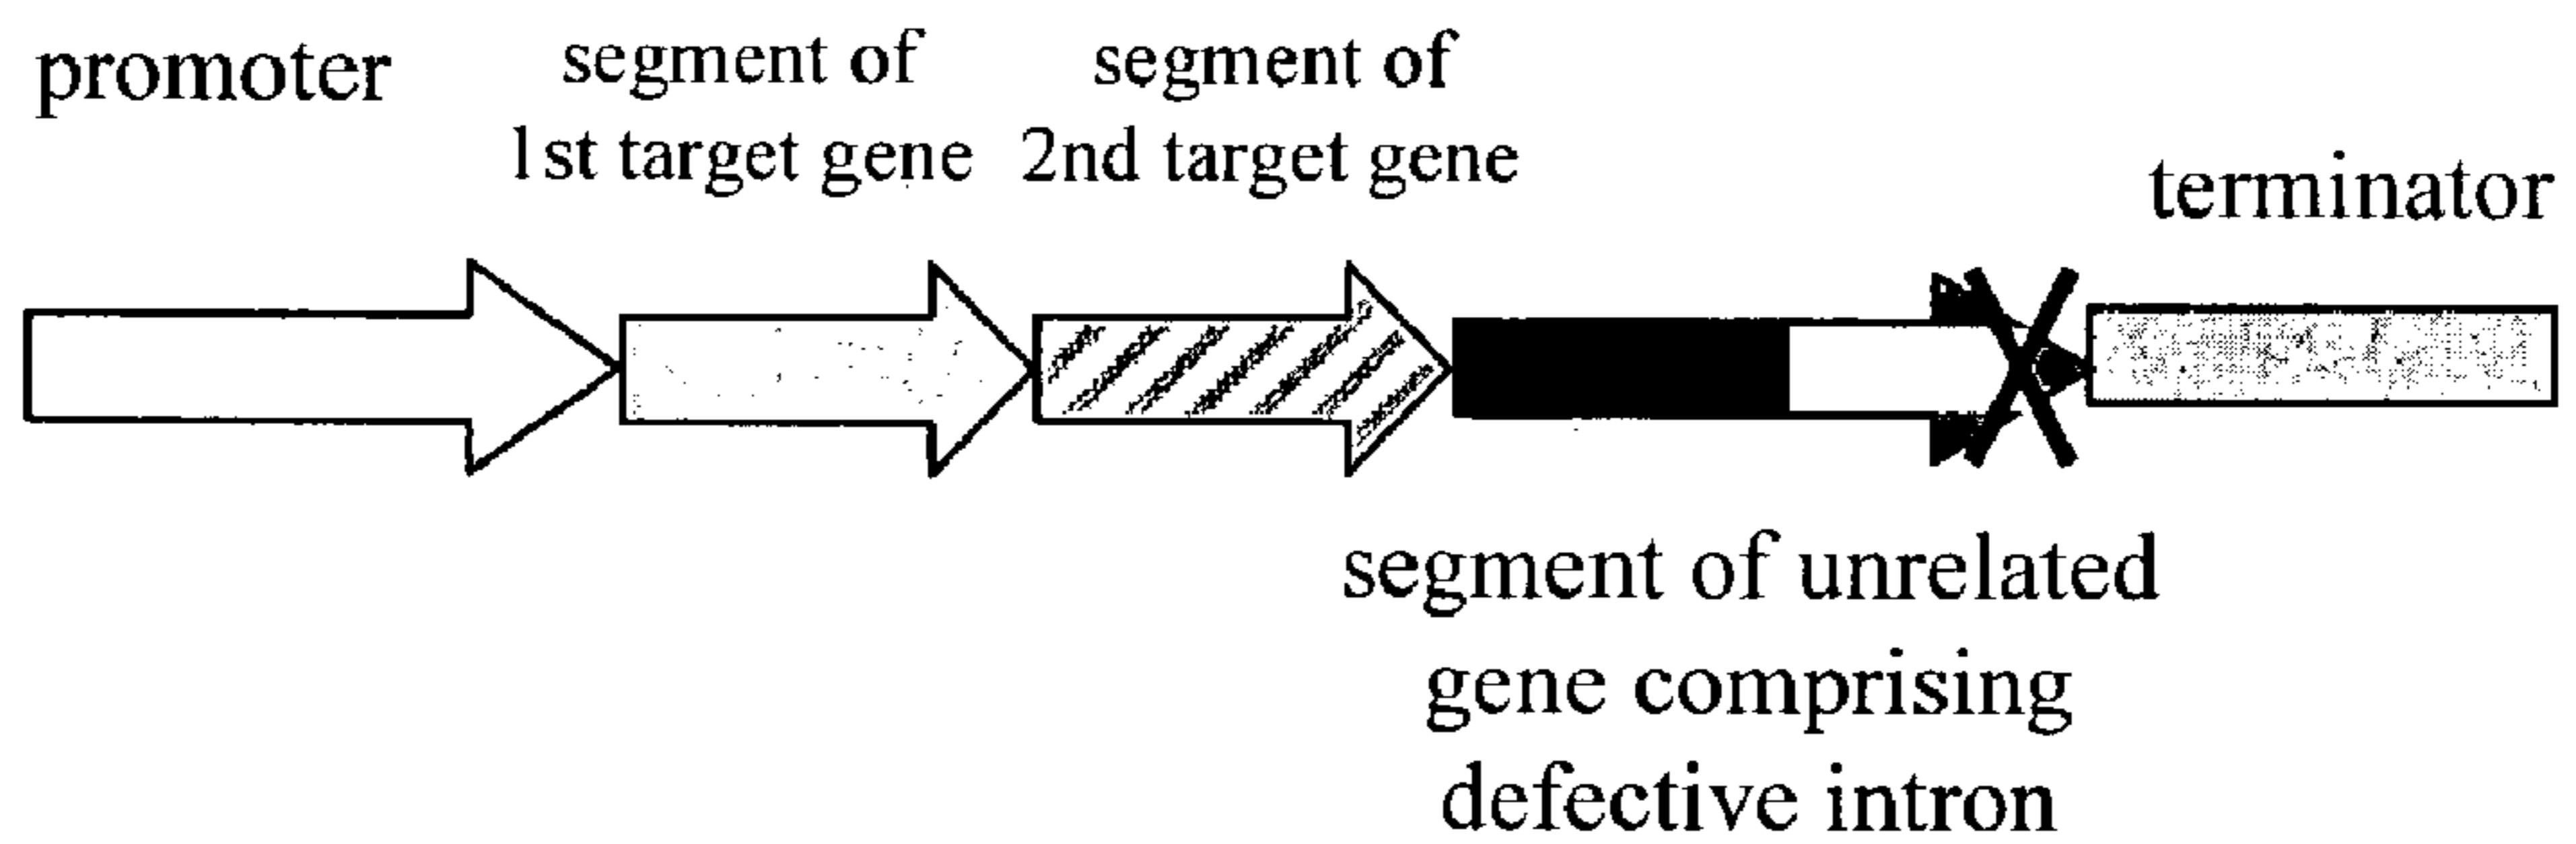 promoter
segment of
1st target gene
segment of
2nd target gene
terminator
segment of unrelated
gene comprising
defective intron